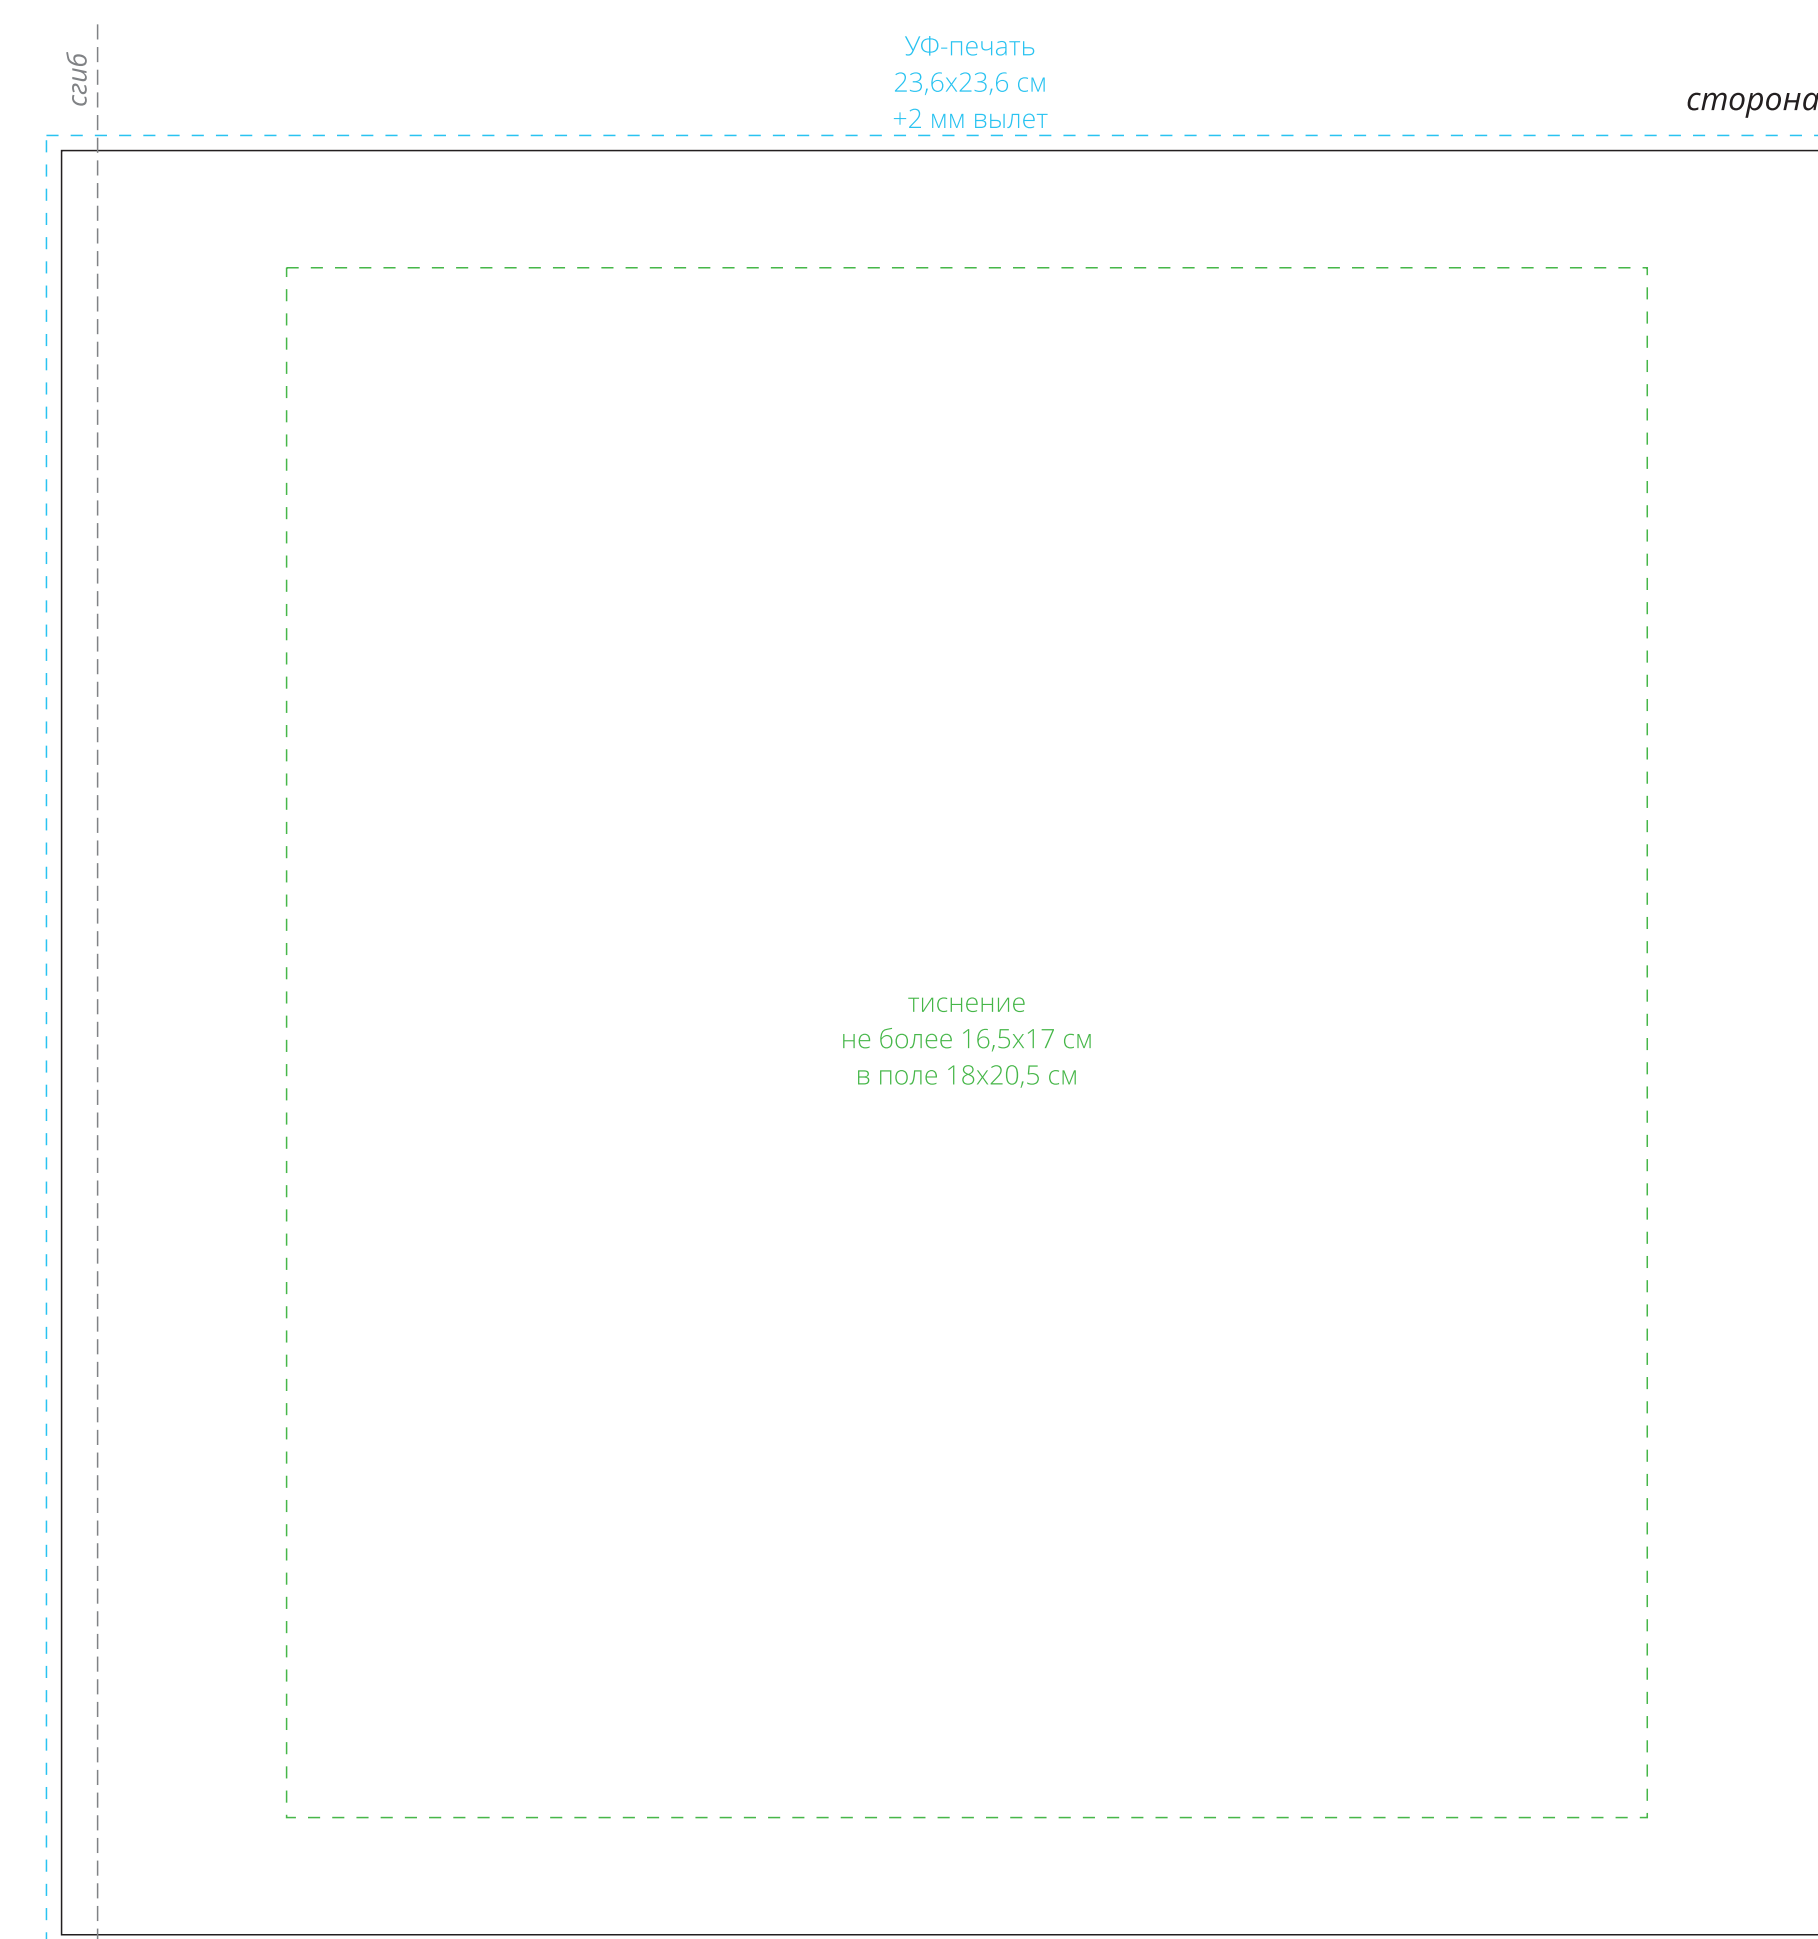 сгиб
УФ-печать
23,6х23,6 см
+2 мм вылет
сторона
тиснение
не более 16,5х17 см
в поле 18х20,5 см